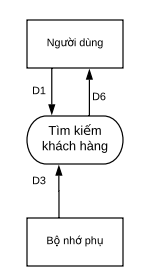 Người dùng
D1
D6
Tìm kiếm
khách hàng
D3
Bộ nhớ phụ